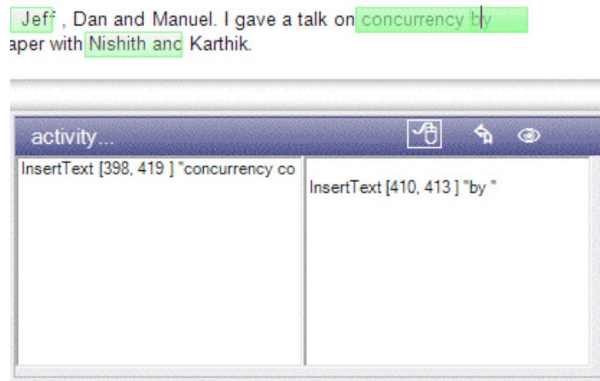 Jeff , Dan and Manuel. I gave a talk on concurrency by
aper with Nishith and Karthik.
activity...
InsertText [398, 419 ] "concurrency co
InsertText [410, 413 ] "by "